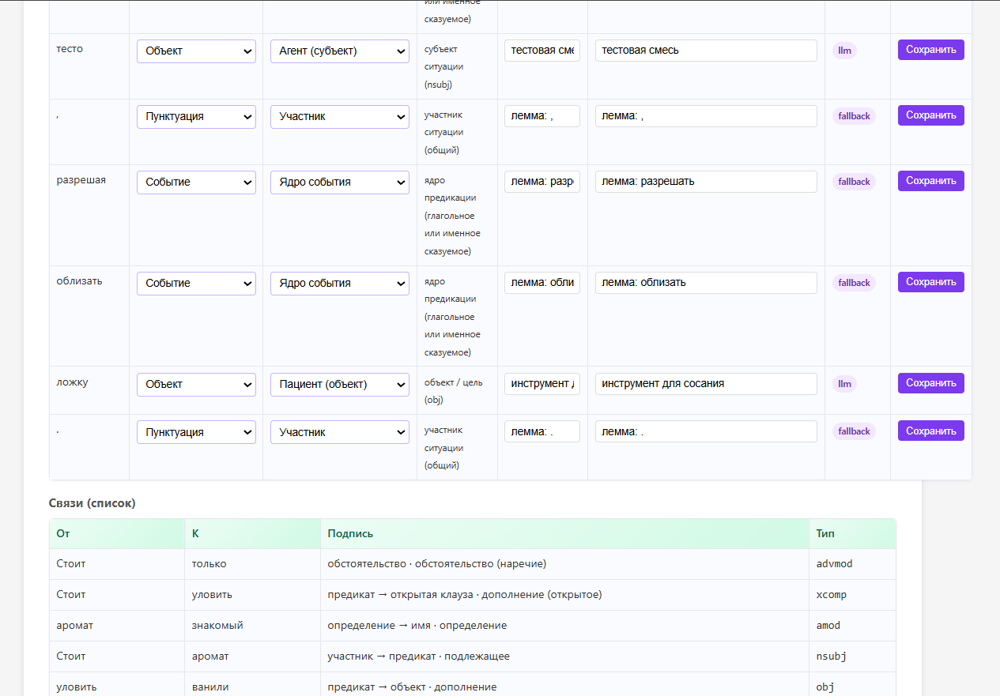 или именное
сказуемое)
тесто Объект Агент (субъект) субъект ситуации (nsubj) тестовая сме тестовая смесь llm Сохранить
, Пунктуация Участник участник ситуации (общий) лемма: , лемма: , fallback Сохранить
разрешая Событие Ядро события ядро предикации (глагольное или именное сказуемое) лемма: разр лемма: разрешать fallback Сохранить
облизать Событие Ядро события ядро предикации (глагольное или именное сказуемое) лемма: обли лемма: облизать fallback Сохранить
ложку Объект Пациент (объект) объект / цель (obj) инструмент д инструмент для сосания llm Сохранить
. Пунктуация Участник участник ситуации (общий) лемма: . лемма: . fallback Сохранить
Связи (список)
От К Подпись Тип
Стоит только обстоятельство · обстоятельство (наречие) advmod
Стоит уловить предикат → открытая клауза · дополнение (открытое) xcomp
аромат знакомый определение → имя · определение amod
Стоит аромат участник → предикат · подлежащее nsubj
уловить ванили предикат → объект · дополнение obj